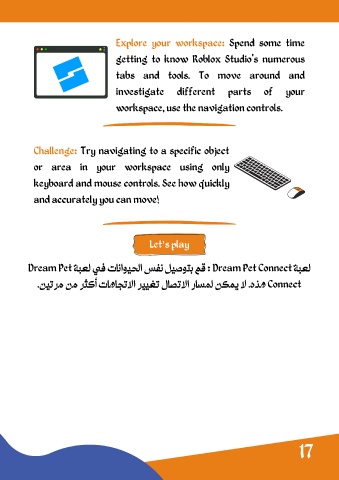 Explore your workspace: Spend some time
getting to know Roblox Studio's numerous
tabs and tools. To move around and
investigate different parts of your
workspace, use the navigation controls.
Challenge: Try navigating to a specific object
or area in your workspace using only
keyboard and mouse controls. See how quickly
and accurately you can move!
Let's play
لعبة Dream Pet Connect : قم بتوصيل نفس الحيوانات في لعبة Dream Pet
Connect هذه. لا يمكن لمسار الاتصال تغيير الاتجاهات أكثر من مرتين.
17